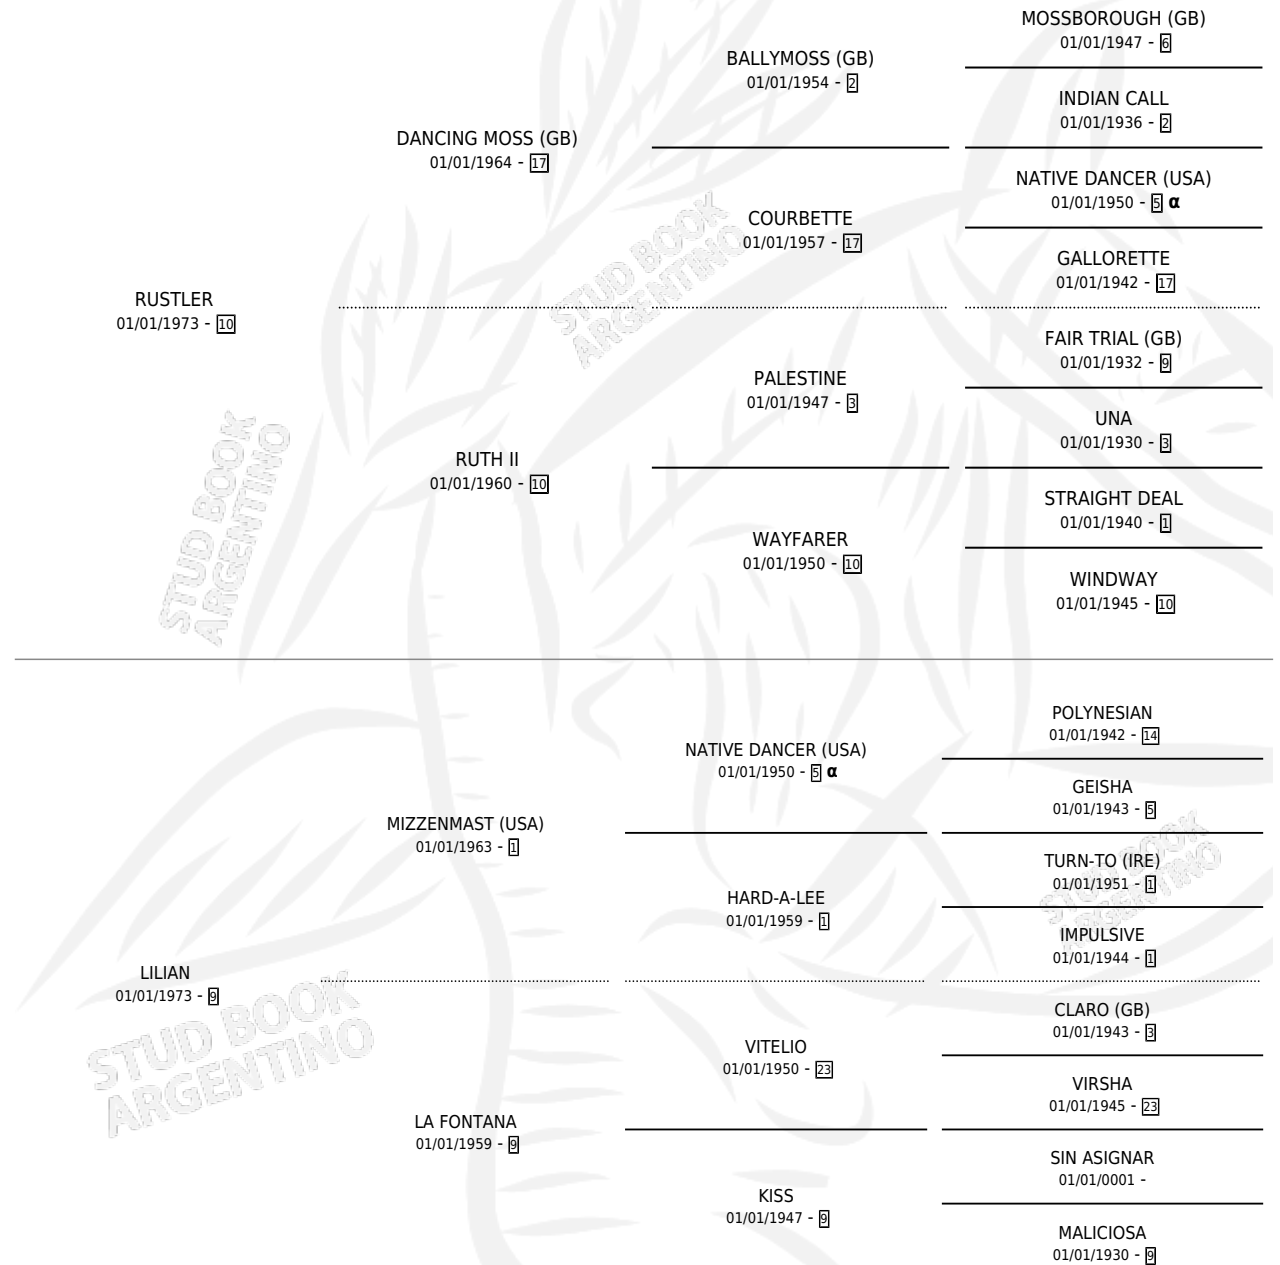 MOSSBOROUGH (GB)
01/01/1947 - 6
BALLYMOSS (GB)
01/01/1954 - 2
INDIAN CALL
01/01/1936 - 2
DANCING MOSS (GB)
01/01/1964 - 17
NATIVE DANCER (USA)
01/01/1950 - 5 α
COURBETTE
01/01/1957 - 17
GALLORETTE
01/01/1942 - 17
STUD BOOK
ARGENTINO
RUSTLER
01/01/1973 - 10
FAIR TRIAL (GB)
01/01/1932 - 9
PALESTINE
01/01/1947 - 3
UNA
01/01/1930 - 3
RUTH II
01/01/1960 - 10
STRAIGHT DEAL
01/01/1940 - 1
WAYFARER
01/01/1950 - 10
WINDWAY
01/01/1945 - 10
STUD BOOK
ARGENTINO
POLYNESIAN
01/01/1942 - 14
NATIVE DANCER (USA)
01/01/1950 - 5 α
GEISHA
01/01/1943 - 5
MIZZENMAST (USA)
01/01/1963 - 1
TURN-TO (IRE)
01/01/1951 - 1
HARD-A-LEE
01/01/1959 - 1
IMPULSIVE
01/01/1944 - 1
STUD BOOK
ARGENTINO
LILIAN
01/01/1973 - 9
CLARO (GB)
01/01/1943 - 3
VITELIO
01/01/1950 - 23
VIRSHA
01/01/1945 - 23
STUD BOOK
ARGENTINO
LA FONTANA
01/01/1959 - 9
SIN ASIGNAR
01/01/0001 -
KISS
01/01/1947 - 9
MALICIOSA
01/01/1930 - 9